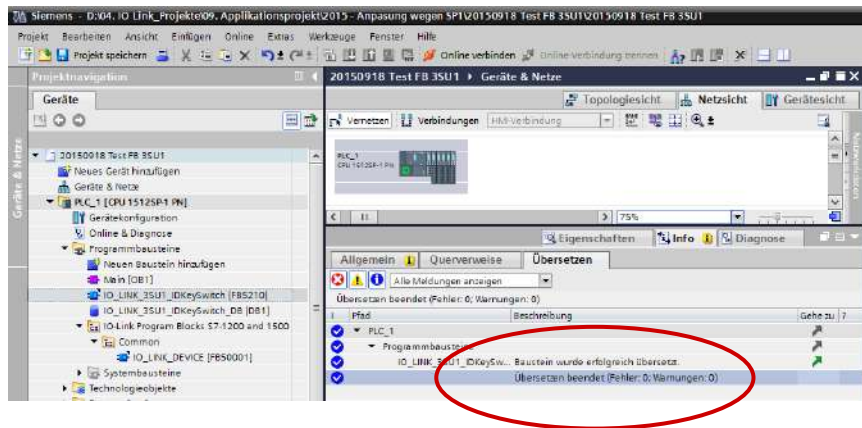 Siemens - D:\04. IO Link_Projekte\09. Applikationsprojekt\2015 - Anpasung wegen SP1\20150918 Test FB 3SU1\20150918 Test FB 3SU1
Projekt Bearbeiten Ansicht Einfügen Online Extras Werkzeuge Fenster Hilfe
Projekt speichern Online verbinden Online-Verbindung trennen
Projektnavigation
20150918 Test FB 3SU1 Geräte & Netze
Geräte
Topologiesicht Netzsicht Gerätesicht
Vernetzen Verbindungen HMI-Verbindung
Geräte & Netze
20150918 Test FB 3SU1
Neues Gerät hinzufügen
Geräte & Netze
PLC_1 [CPU 1512SP-1 PN]
Gerätekonfiguration
Online & Diagnose
Programmbausteine
Neuen Baustein hinzufügen
Main [OB1]
IO_LINK_3SU1_IDKeySwitch [FB5210]
IO_LINK_3SU1_IDKeySwitch_DB [DB1]
IO-Link Program Blocks S7-1200 and 1500
Common
IO_LINK_DEVICE [FB50001]
Systembausteine
Technologieobjekte
PLC_1
CPU 1512SP-1 PN
75%
Eigenschaften Info Diagnose
Allgemein Querverweise Übersetzen
Alle Meldungen anzeigen
Übersetzen beendet (Fehler: 0; Warnungen: 0)
! Pfad Beschreibung Gehe zu ?
PLC_1
Programmbausteine
IO_LINK_3SU1_IDKeySw... Baustein wurde erfolgreich übersetzt.
Übersetzen beendet (Fehler: 0; Warnungen: 0)